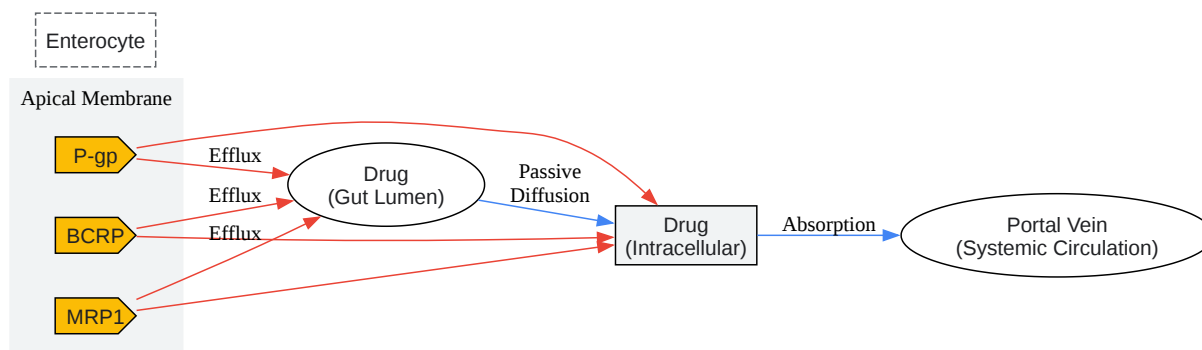 Enterocyte
Apical Membrane
P-gp
BCRP
MRP1
Efflux
Efflux
Efflux
Drug
(Gut Lumen)
Passive
Diffusion
Drug
(Intracellular)
Absorption
Portal Vein
(Systemic Circulation)